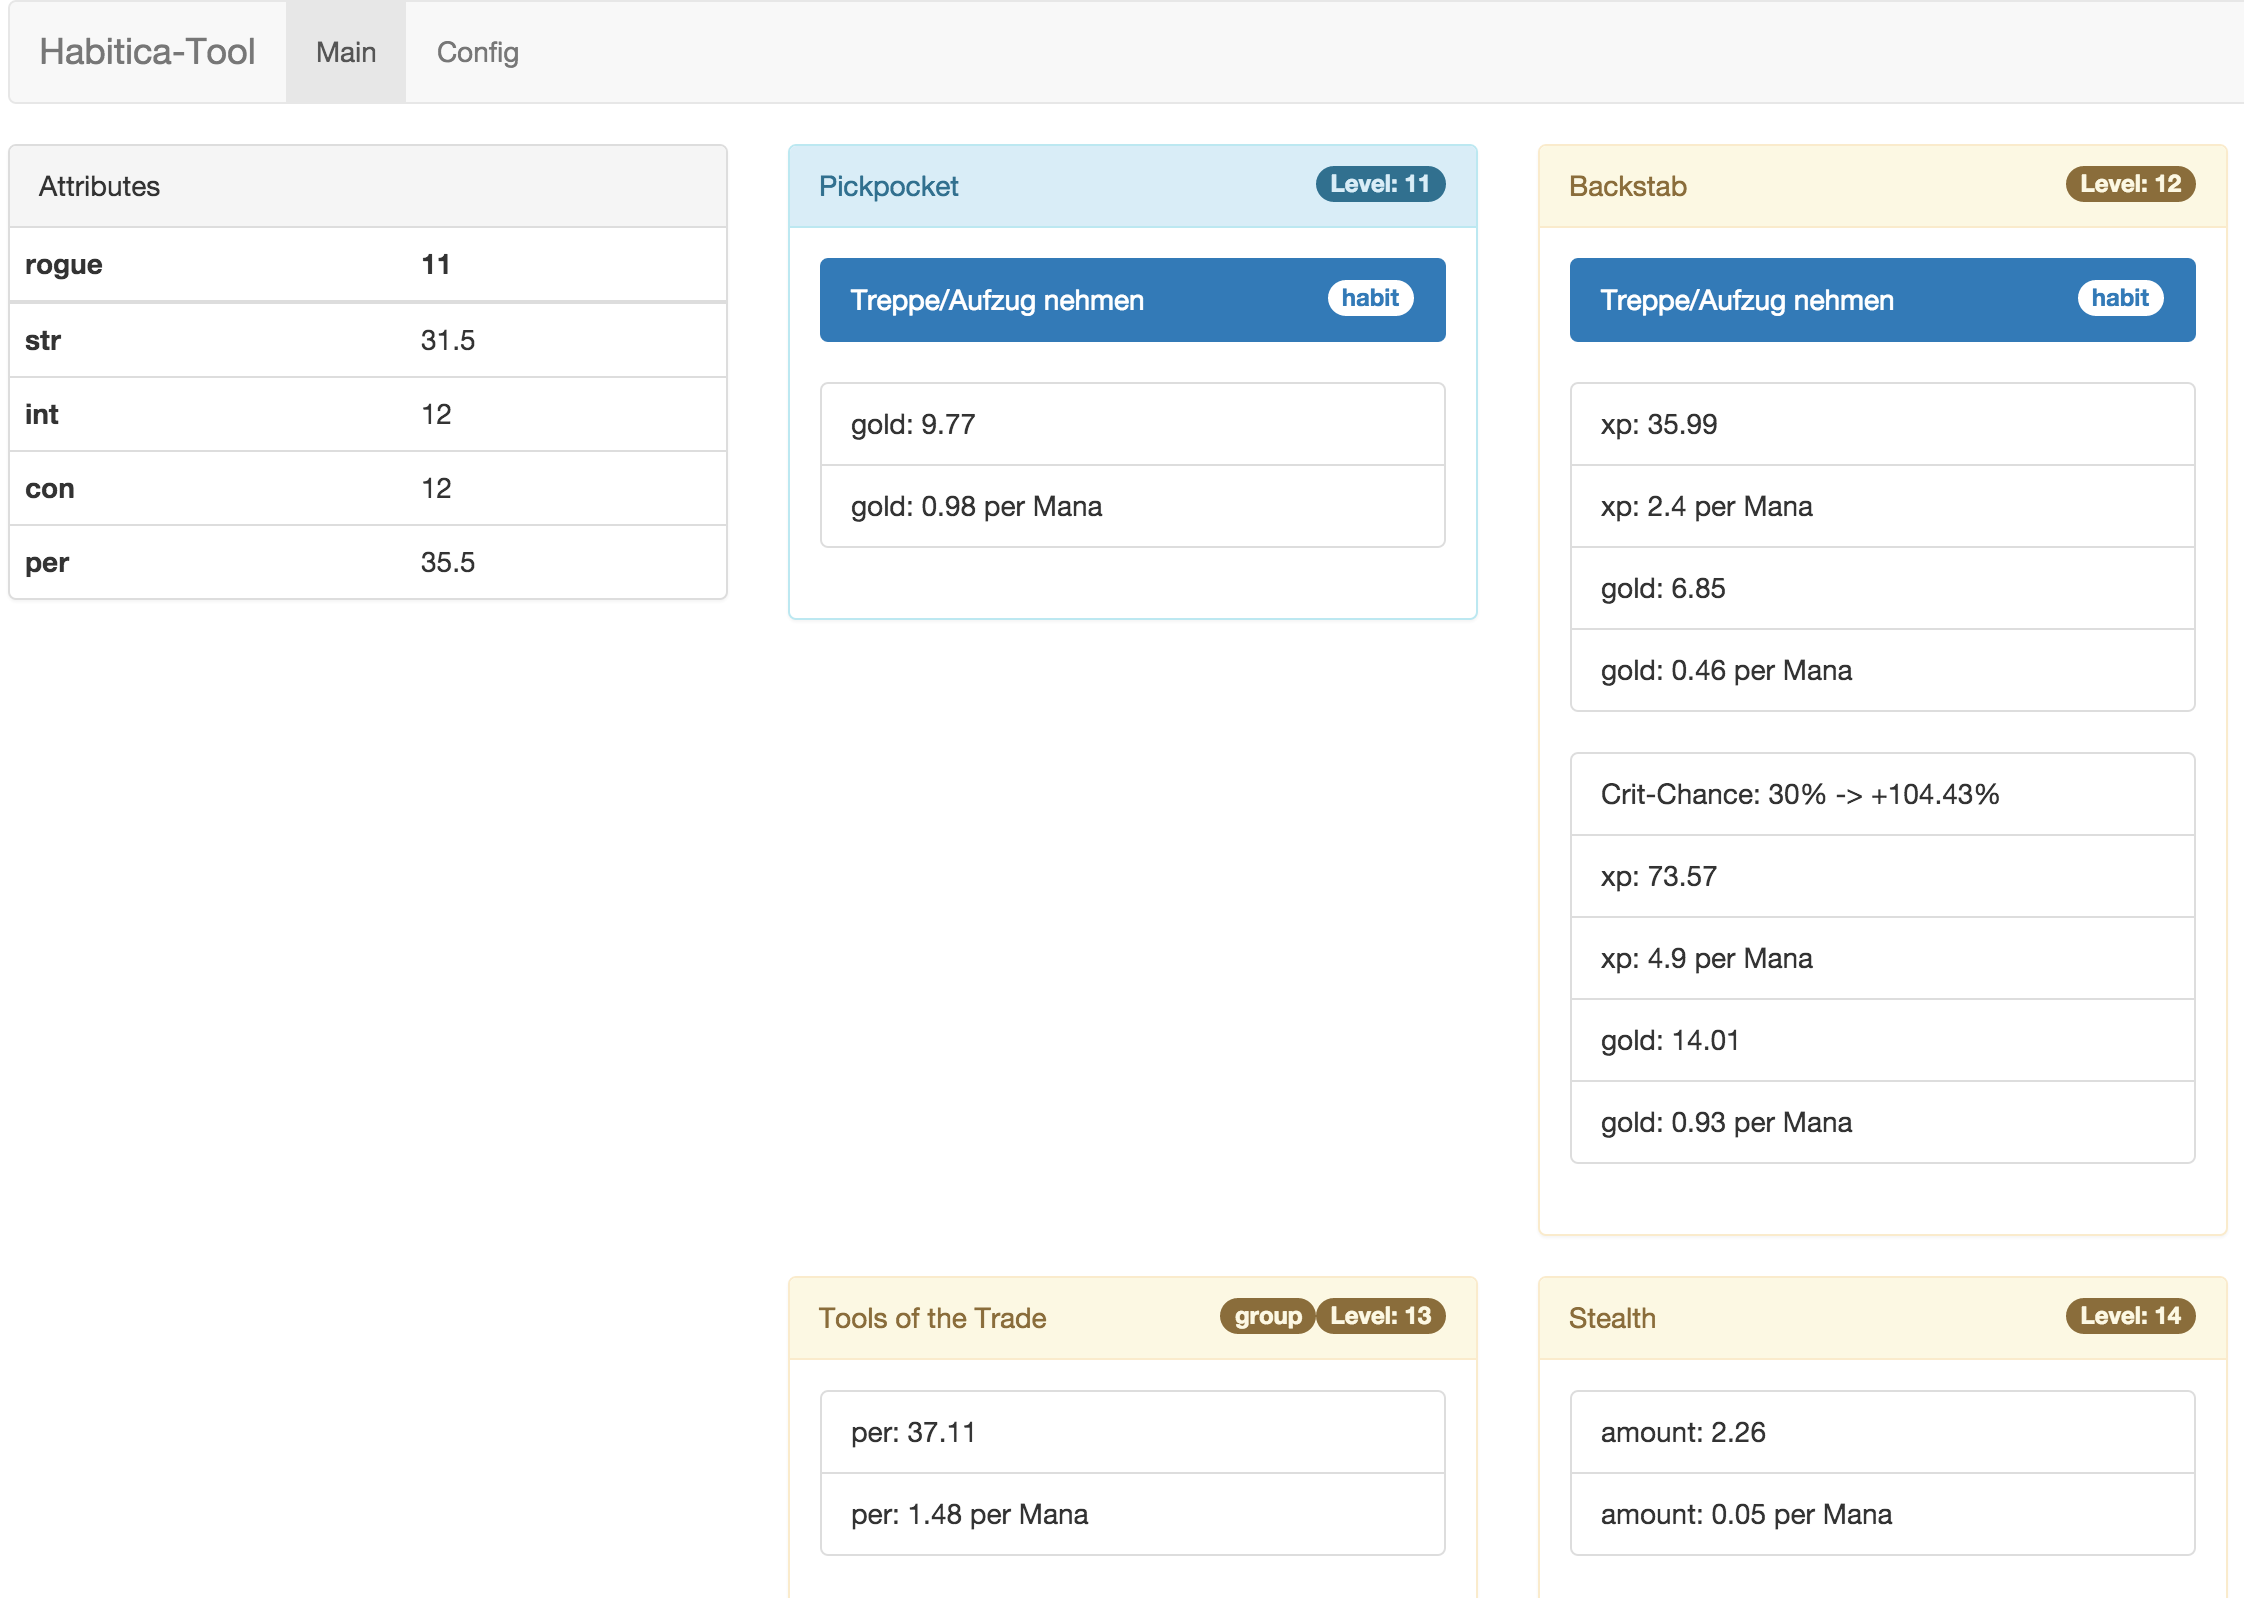 Habitica-Tool Main Config
Attributes
rogue 11
str 31.5
int 12
con 12
per 35.5
Pickpocket Level: 11
Treppe/Aufzug nehmen habit
gold: 9.77
gold: 0.98 per Mana
Backstab Level: 12
Treppe/Aufzug nehmen habit
xp: 35.99
xp: 2.4 per Mana
gold: 6.85
gold: 0.46 per Mana
Crit-Chance: 30% -> +104.43%
xp: 73.57
xp: 4.9 per Mana
gold: 14.01
gold: 0.93 per Mana
Tools of the Trade group Level: 13
per: 37.11
per: 1.48 per Mana
Stealth Level: 14
amount: 2.26
amount: 0.05 per Mana